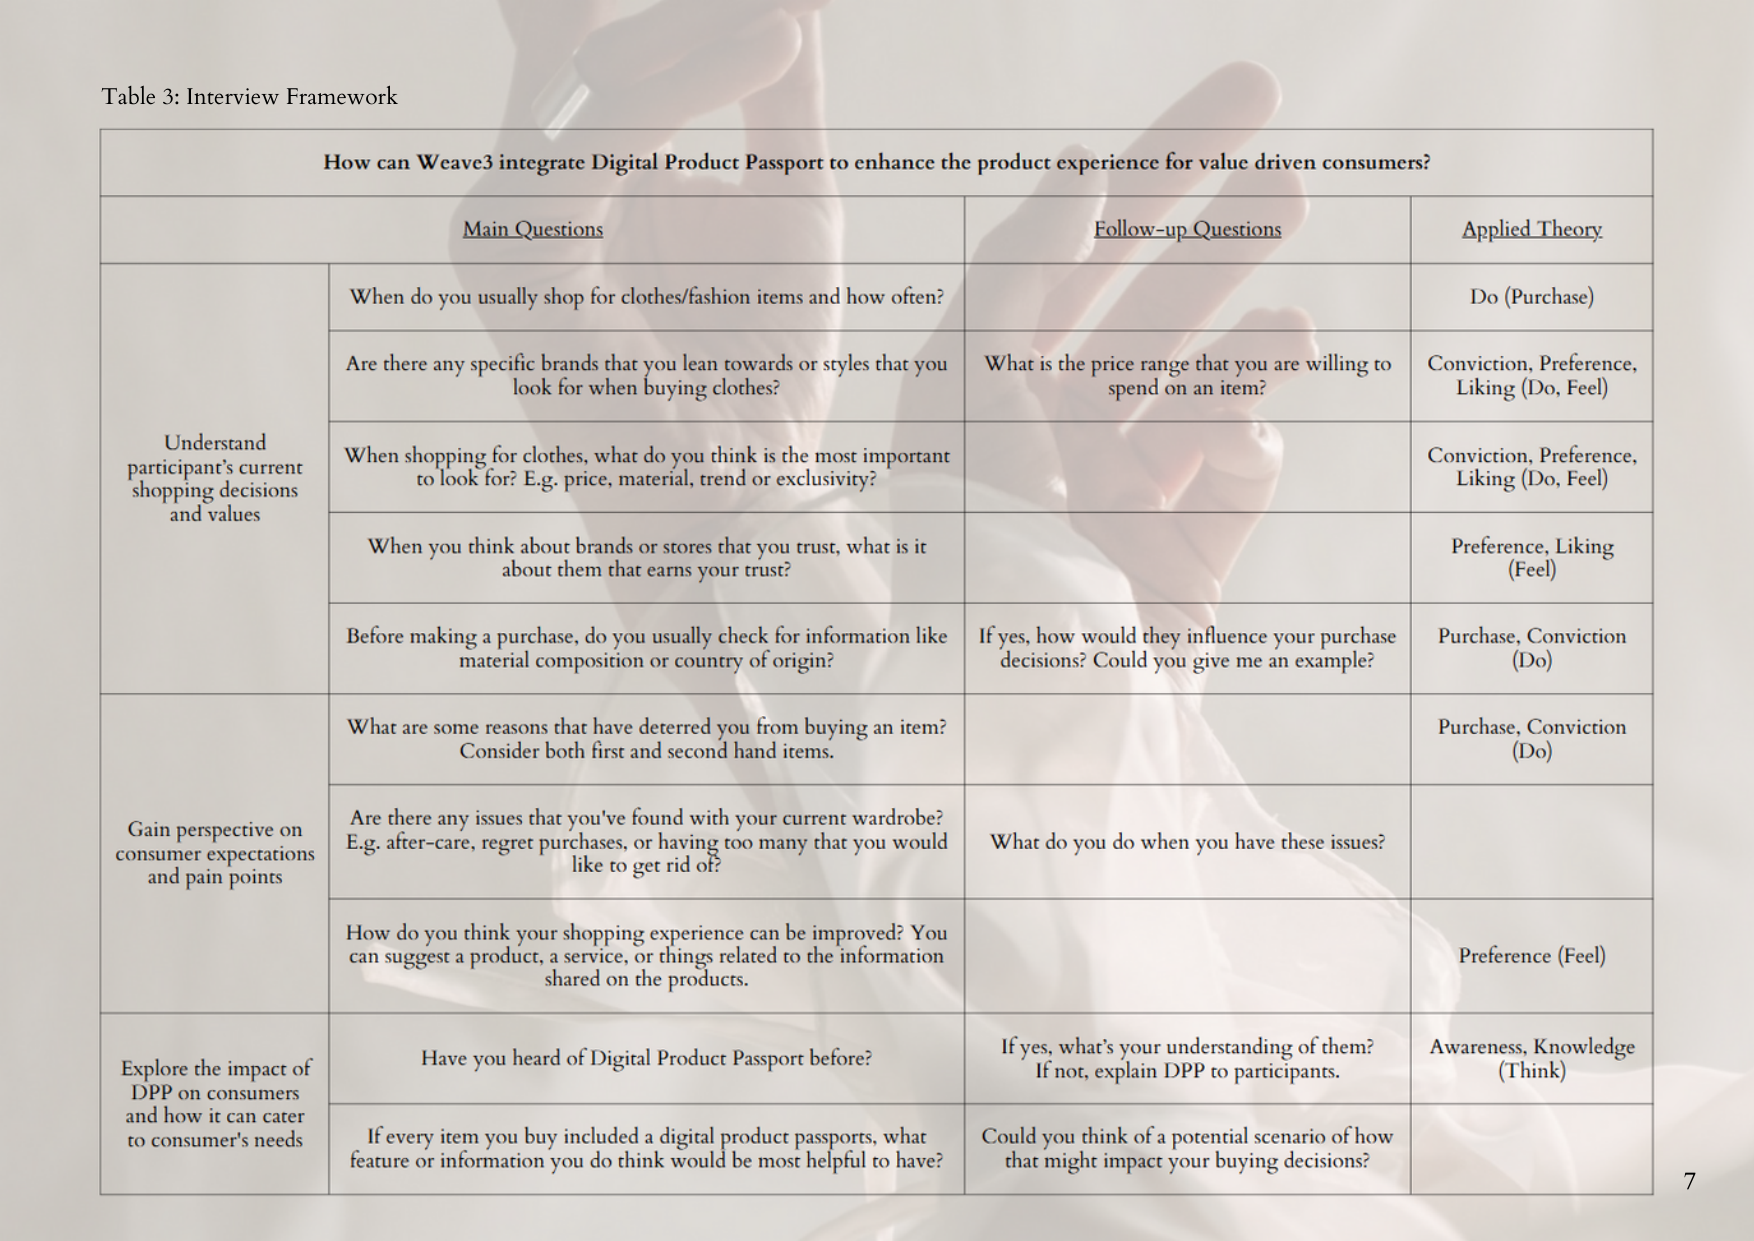 Table 3: Interview Framework
How can Weave3 integrate Digital Product Passport to enhance the product experience for value driven consumers?
Main Questions
Follow-up Questions
Applied Theory
Understand
participant's current
shopping decisions
and values
When do you usually shop for clothes/fashion items and how often?
Do (Purchase)
Are there any specific brands that you lean towards or styles that you
look for when buying clothes?
What is the price range that you are willing to
spend on an item?
Conviction, Preference,
Liking (Do, Feel)
When shopping for clothes, what do you think is the most important
to look for? E.g. price, material, trend or exclusivity?
Conviction, Preference,
Liking (Do, Feel)
When you think about brands or stores that you trust, what is it
about them that earns your trust?
Preference, Liking
(Feel)
Before making a purchase, do you usually check for information like
material composition or country of origin?
If yes, how would they influence your purchase
decisions? Could you give me an example?
Purchase, Conviction
(Do)
Gain perspective on
consumer expectations
and pain points
What are some reasons that have deterred you from buying an item?
Consider both first and second hand items.
Purchase, Conviction
(Do)
Are there any issues that you've found with your current wardrobe?
E.g. after-care, regret purchases, or having too many that you would
like to get rid of?
What do you do when you have these issues?
How do you think your shopping experience can be improved? You
can suggest a product, a service, or things related to the information
shared on the products.
Preference (Feel)
Explore the impact of
DPP on consumers
and how it can cater
to consumer's needs
Have you heard of Digital Product Passport before?
If yes, what's your understanding of them?
If not, explain DPP to participants.
Awareness, Knowledge
(Think)
If every item you buy included a digital product passports, what
feature or information you do think would be most helpful to have?
Could you think of a potential scenario of how
that might impact your buying decisions?
7